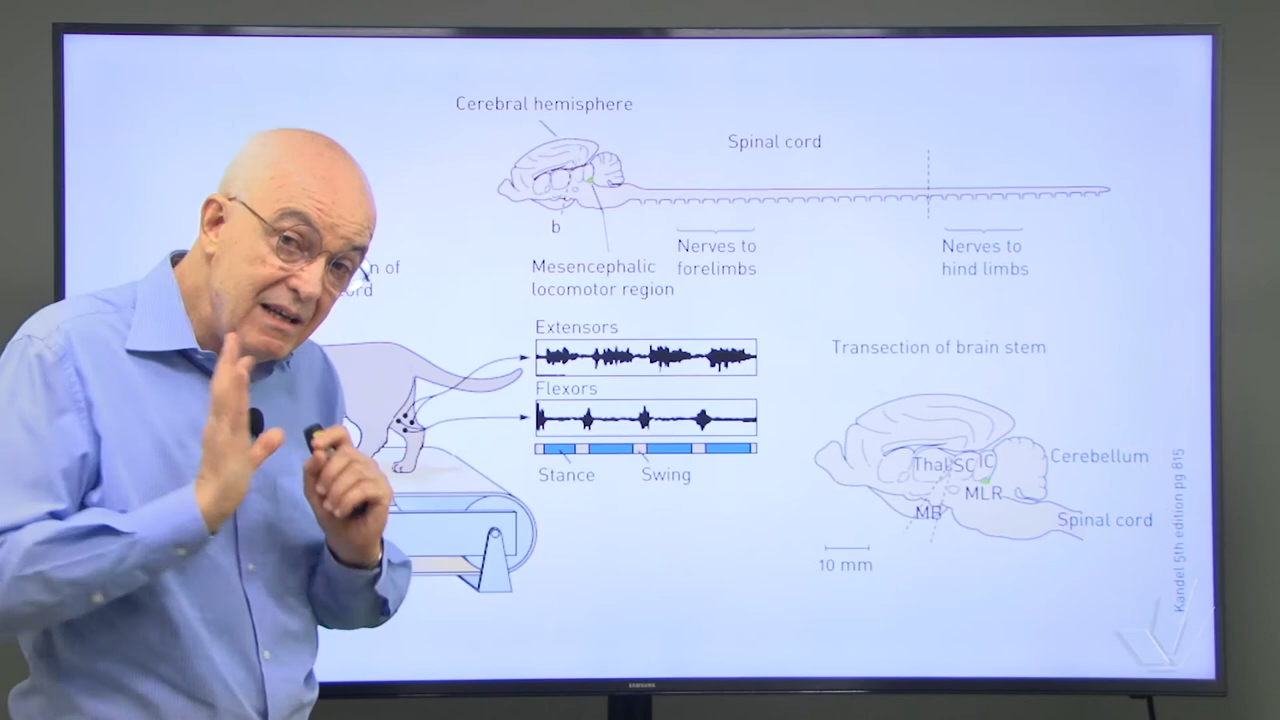 Cerebral hemisphere
Spinal cord
b
Nerves to
forelimbs
Nerves to
hind limbs
n of
Mesencephalic
locomotor region
ord
Extensors
Transection of brain stem
Flexors
Thal
SC
IC
Cerebellum
MLR
Stance
Swing
MB
Spinal cord
10 mm
Kandel 5th edition pg 815
SAMSUNG